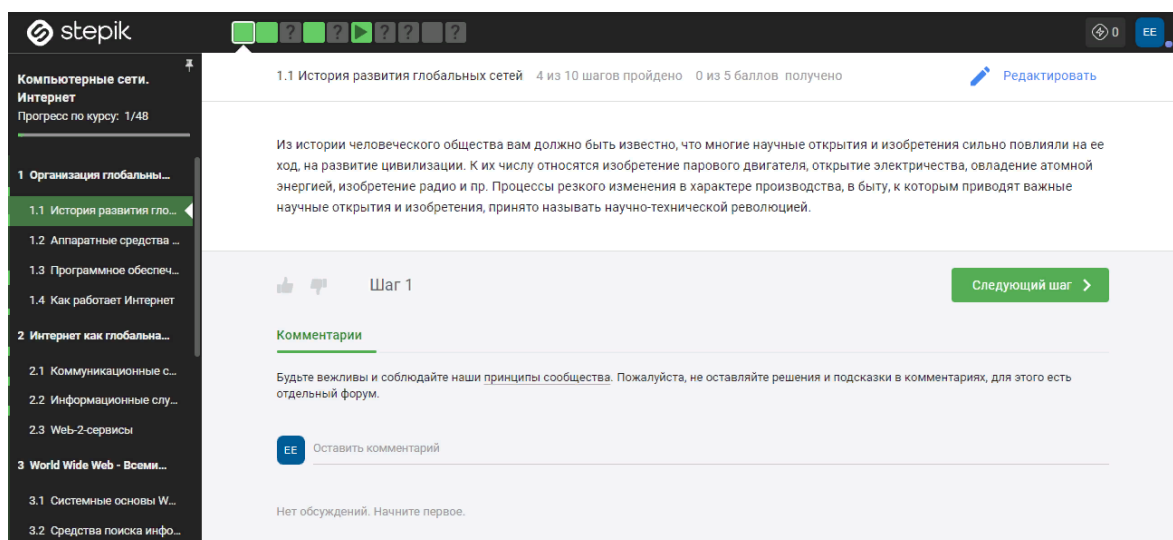 stepik
? ? ? ? ?
0
EE
Компьютерные сети.
Интернет
Прогресс по курсу: 1/48
1 Организация глобальны...
1.1 История развития гло...
1.2 Аппаратные средства ...
1.3 Программное обеспеч...
1.4 Как работает Интернет
2 Интернет как глобальна...
2.1 Коммуникационные с...
2.2 Информационные слу...
2.3 Web-2-сервисы
3 World Wide Web - Всеми...
3.1 Системные основы W...
3.2 Средства поиска инфо...
1.1 История развития глобальных сетей 4 из 10 шагов пройдено 0 из 5 баллов получено
Редактировать
Из истории человеческого общества вам должно быть известно, что многие научные открытия и изобретения сильно повлияли на ее
ход, на развитие цивилизации. К их числу относятся изобретение парового двигателя, открытие электричества, овладение атомной
энергией, изобретение радио и пр. Процессы резкого изменения в характере производства, в быту, к которым приводят важные
научные открытия и изобретения, принято называть научно-технической революцией.
Шаг 1
Следующий шаг
Комментарии
Будьте вежливы и соблюдайте наши принципы сообщества. Пожалуйста, не оставляйте решения и подсказки в комментариях, для этого есть
отдельный форум.
EE
Оставить комментарий
Нет обсуждений. Начните первое.